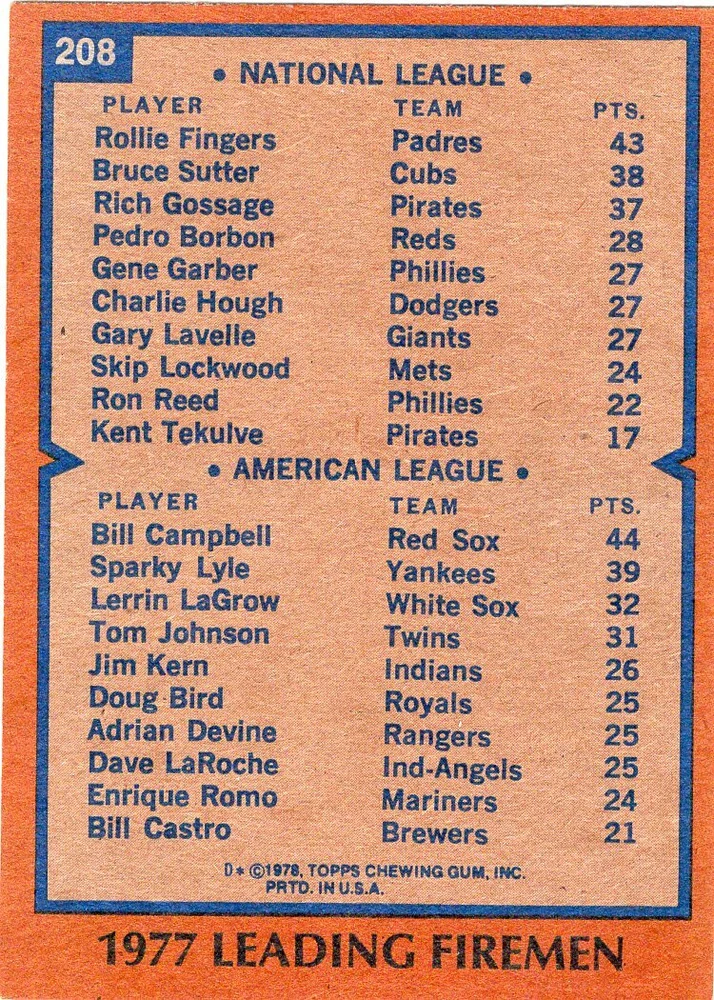 208
• NATIONAL LEAGUE •
PLAYER TEAM PTS.
Rollie Fingers Padres 43
Bruce Sutter Cubs 38
Rich Gossage Pirates 37
Pedro Borbon Reds 28
Gene Garber Phillies 27
Charlie Hough Dodgers 27
Gary Lavelle Giants 27
Skip Lockwood Mets 24
Ron Reed Phillies 22
Kent Tekulve Pirates 17
• AMERICAN LEAGUE •
PLAYER TEAM PTS.
Bill Campbell Red Sox 44
Sparky Lyle Yankees 39
Lerrin LaGrow White Sox 32
Tom Johnson Twins 31
Jim Kern Indians 26
Doug Bird Royals 25
Adrian Devine Rangers 25
Dave LaRoche Ind-Angels 25
Enrique Romo Mariners 24
Bill Castro Brewers 21
D* ©1978, TOPPS CHEWING GUM, INC.
PRTD. IN U.S.A.
1977 LEADING FIREMEN